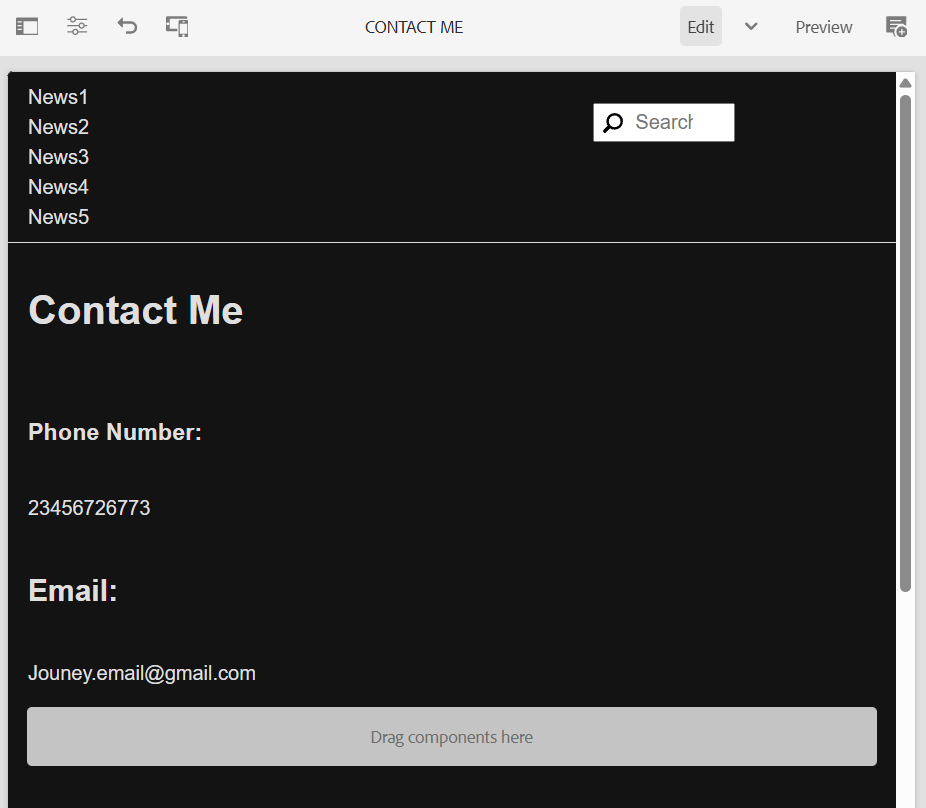 CONTACT ME
Edit
Preview
News1
News2
News3
News4
News5
Search
Contact Me
Phone Number:
23456726773
Email:
Jouney.email@gmail.com
Drag components here